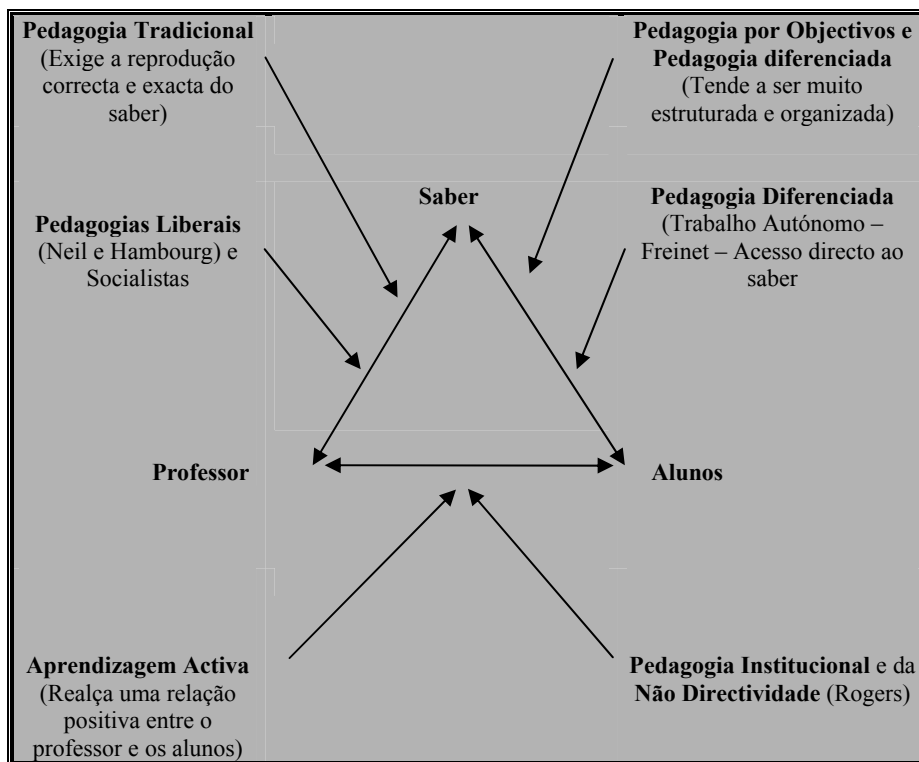 Pedagogia Tradicional
(Exige a reprodução
correcta e exacta do
saber)
Pedagogia por Objectivos e
Pedagogia diferenciada
(Tende a ser muito
estruturada e organizada)
Saber
Pedagogias Liberais
(Neil e Hambourg) e
Socialistas
Pedagogia Diferenciada
(Trabalho Autónomo –
Freinet – Acesso directo ao
saber
Professor
Alunos
Aprendizagem Activa
(Realça uma relação
positiva entre o
professor e os alunos)
Pedagogia Institucional e da
Não Directividade (Rogers)